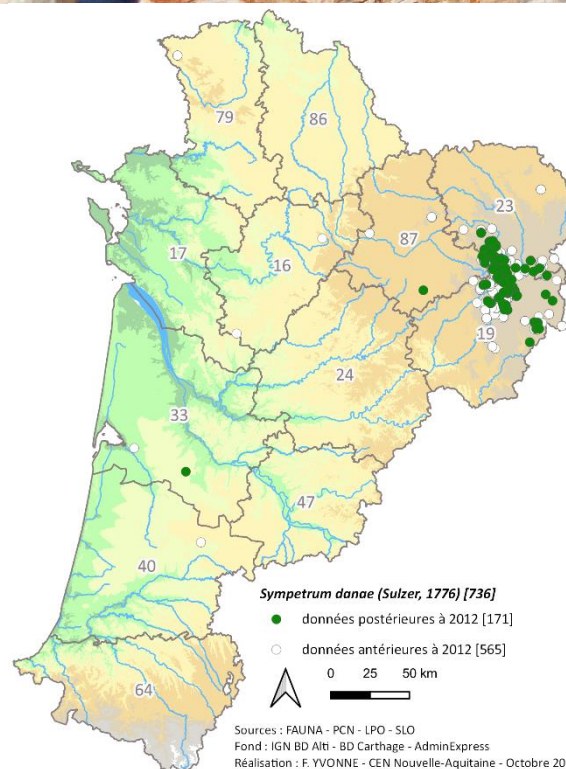 79
86
23
17
87
16
19
24
33
47
40
64
Sympetrum danae (Sulzer, 1776) [736]
données postérieures à 2012 [171]
données antérieures à 2012 [565]
0 25 50 km
Sources : FAUNA - PCN - LPO - SLO
Fond : IGN BD Alti - BD Carthage - AdminExpress
Réalisation : F. YVONNE - CEN Nouvelle-Aquitaine - Octobre 20